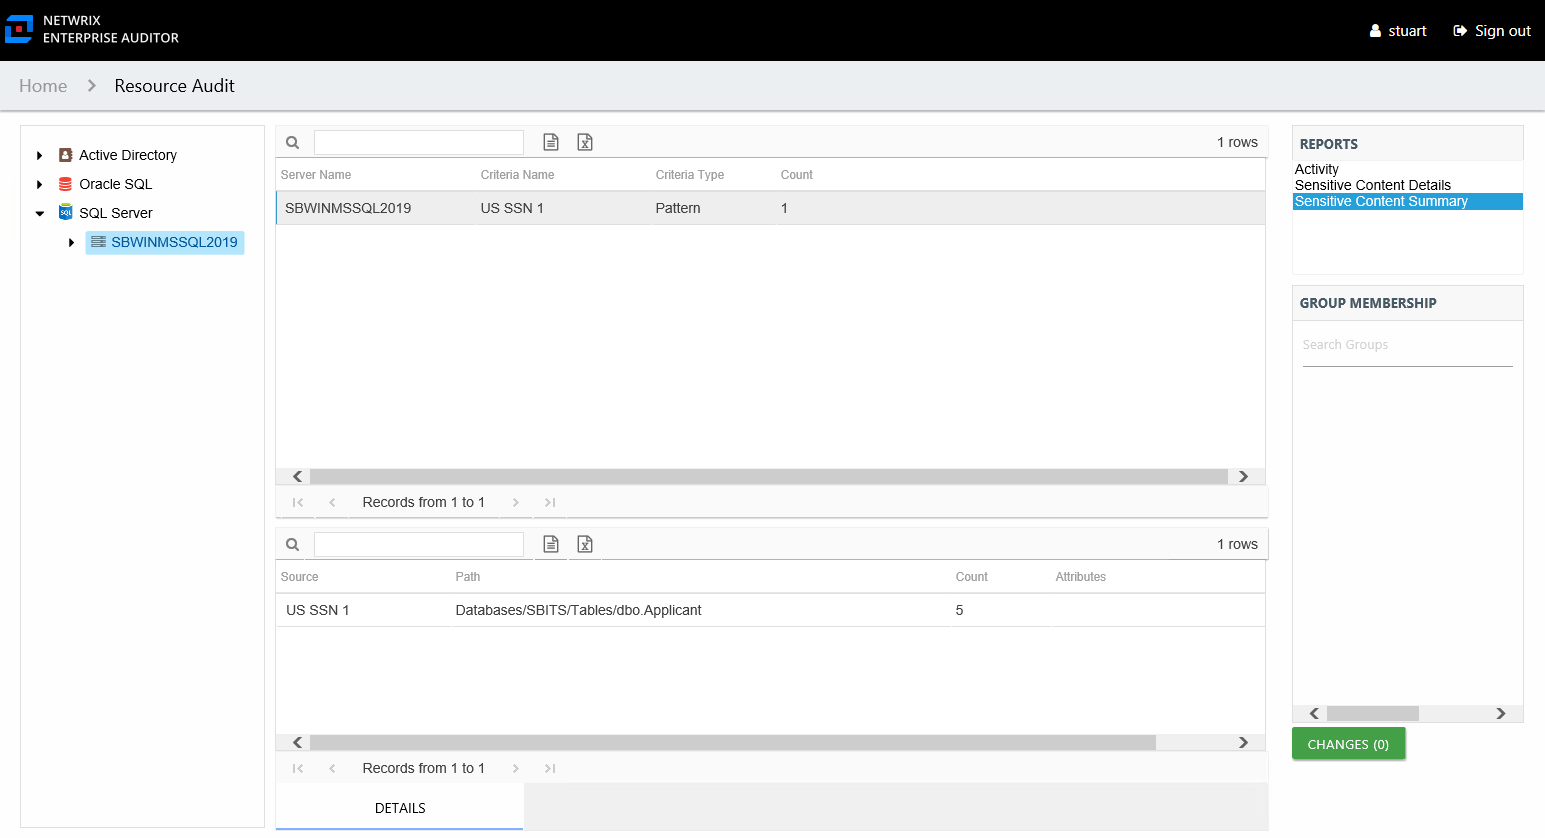 NETWRIX
ENTERPRISE AUDITOR
stuart
Sign out
Home
Resource Audit
Active Directory
Oracle SQL
SQL
SQL Server
SBWINMSSQL2019
1 rows
Server Name Criteria Name Criteria Type Count
SBWINMSSQL2019 US SSN 1 Pattern 1
Records from 1 to 1
1 rows
Source Path Count Attributes
US SSN 1 Databases/SBITS/Tables/dbo.Applicant 5
Records from 1 to 1
DETAILS
REPORTS
Activity
Sensitive Content Details
Sensitive Content Summary
GROUP MEMBERSHIP
Search Groups
CHANGES (0)